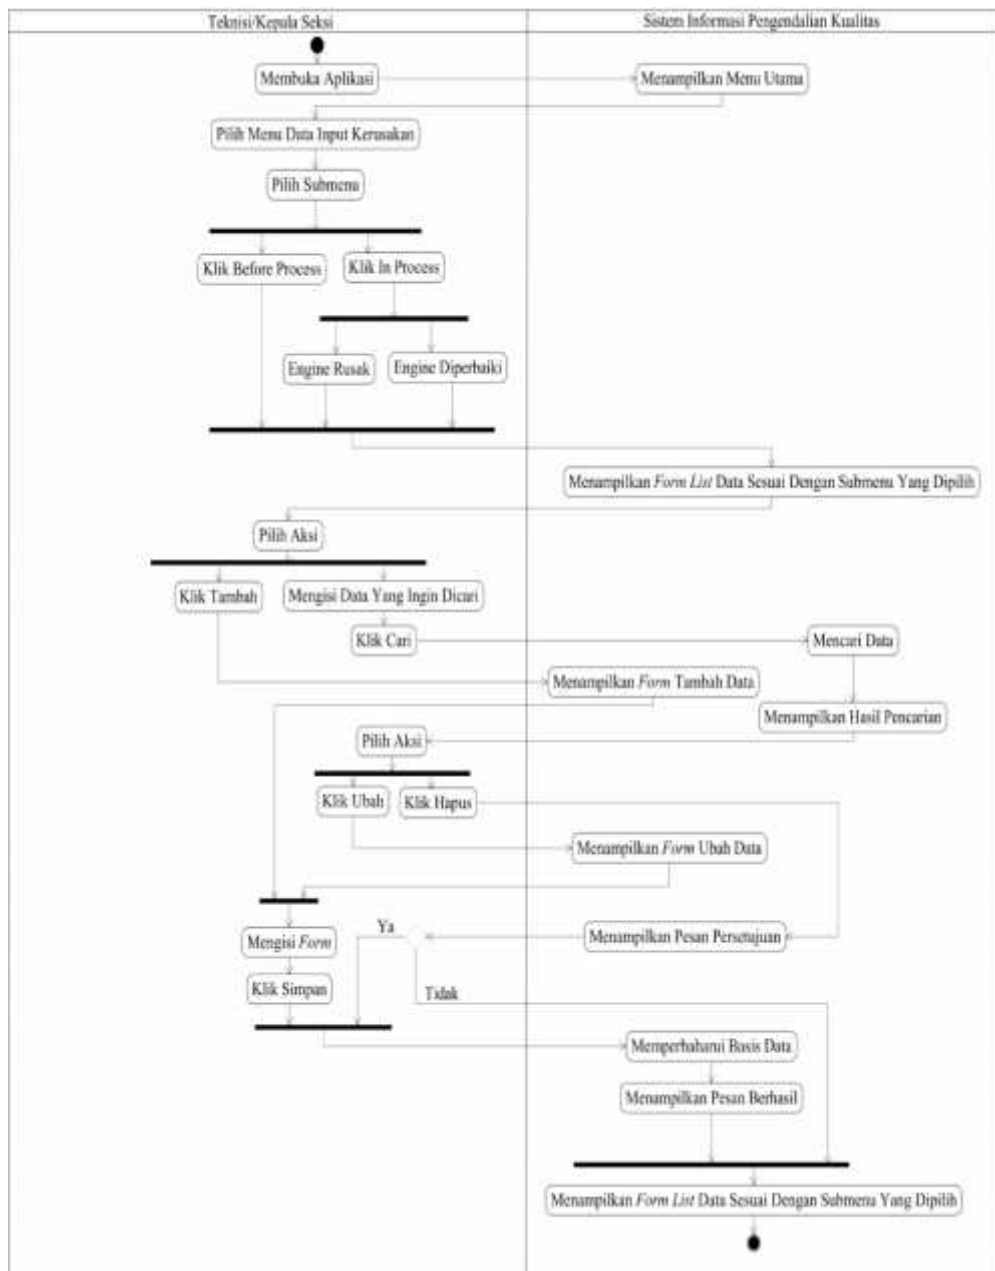 Teknisi/Kepala Seksi
Sistem Informasi Pengendalian Kualitas
Membuka Aplikasi
Menampilkan Menu Utama
Pilih Menu Data Input Kerusakan
Pilih Submenu
Klik Before Process
Klik In Process
Engine Rusak
Engine Diperbaiki
Menampilkan Form List Data Sesuai Dengan Submenu Yang Dipilih
Pilih Aksi
Klik Tambah
Mengisi Data Yang Ingin Dicari
Klik Cari
Mencari Data
Menampilkan Form Tambah Data
Menampilkan Hasil Pencarian
Pilih Aksi
Klik Ubah
Klik Hapus
Menampilkan Form Ubah Data
Ya
Menampilkan Pesan Persetujuan
Mengisi Form
Klik Simpan
Tidak
Memperbaharui Basis Data
Menampilkan Pesan Berhasil
Menampilkan Form List Data Sesuai Dengan Submenu Yang Dipilih